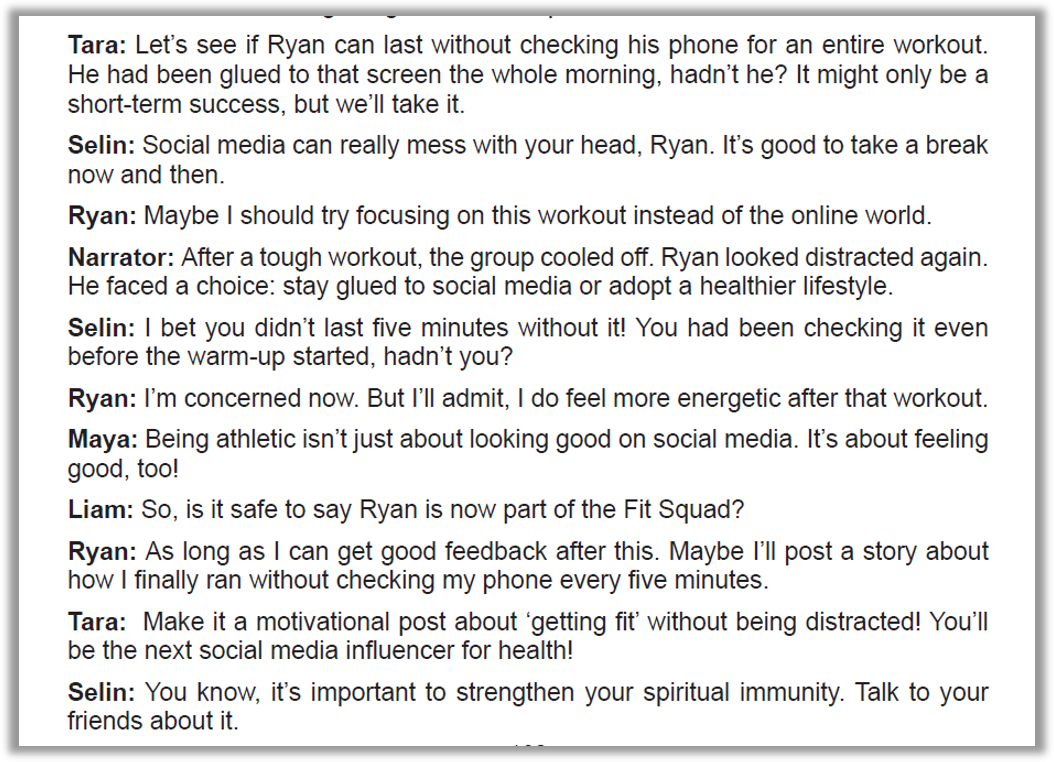 Tara: Let’s see if Ryan can last without checking his phone for an entire workout.
He had been glued to that screen the whole morning, hadn’t he? It might only be a
short-term success, but we’ll take it.
Selin: Social media can really mess with your head, Ryan. It’s good to take a break
now and then.
Ryan: Maybe I should try focusing on this workout instead of the online world.
Narrator: After a tough workout, the group cooled off. Ryan looked distracted again.
He faced a choice: stay glued to social media or adopt a healthier lifestyle.
Selin: I bet you didn’t last five minutes without it! You had been checking it even
before the warm-up started, hadn’t you?
Ryan: I’m concerned now. But I’ll admit, I do feel more energetic after that workout.
Maya: Being athletic isn’t just about looking good on social media. It’s about feeling
good, too!
Liam: So, is it safe to say Ryan is now part of the Fit Squad?
Ryan: As long as I can get good feedback after this. Maybe I’ll post a story about
how I finally ran without checking my phone every five minutes.
Tara: Make it a motivational post about ‘getting fit’ without being distracted! You’ll
be the next social media influencer for health!
Selin: You know, it’s important to strengthen your spiritual immunity. Talk to your
friends about it.